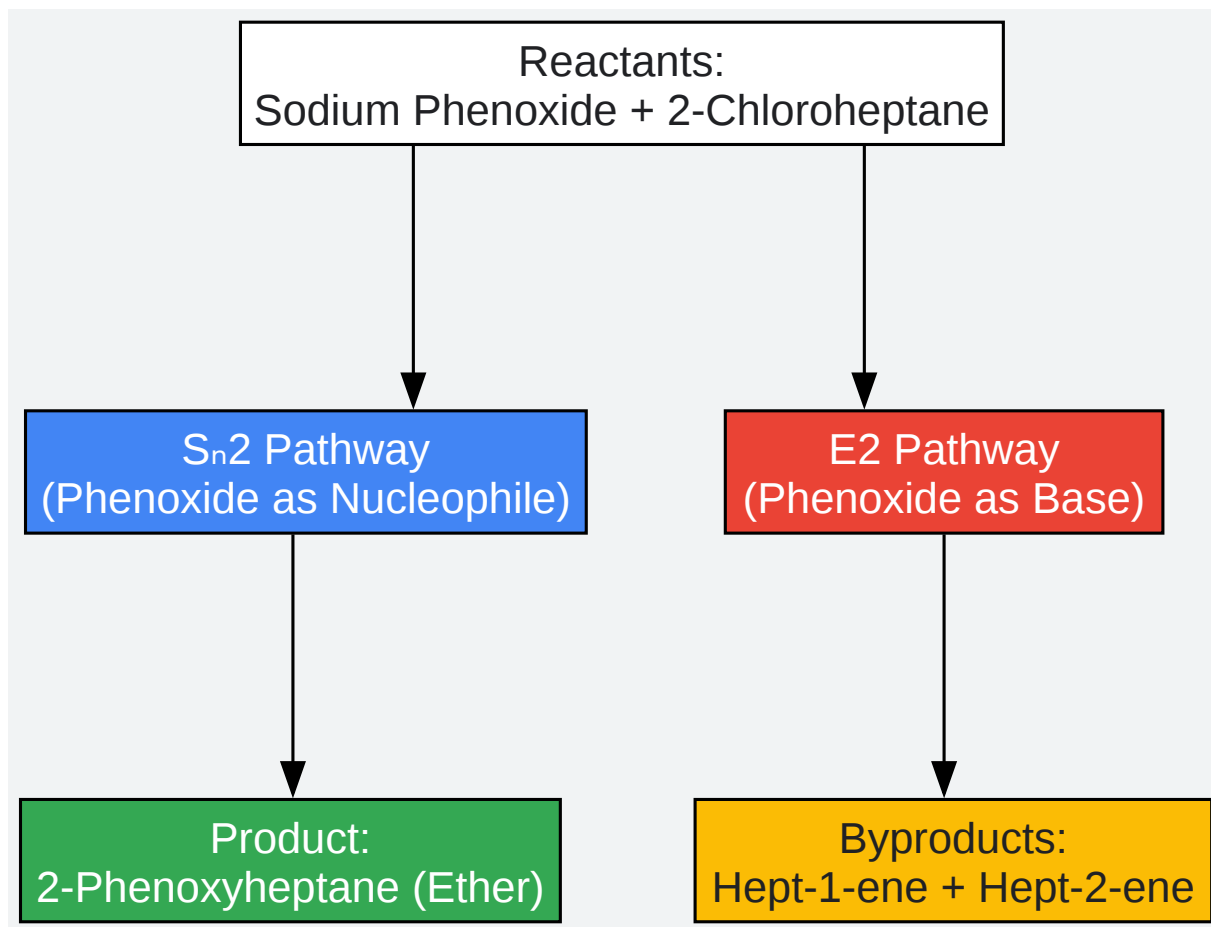 Reactants:
Sodium Phenoxide + 2-Chloroheptane
Sₙ2 Pathway
(Phenoxide as Nucleophile)
E2 Pathway
(Phenoxide as Base)
Product:
2-Phenoxyheptane (Ether)
Byproducts:
Hept-1-ene + Hept-2-ene